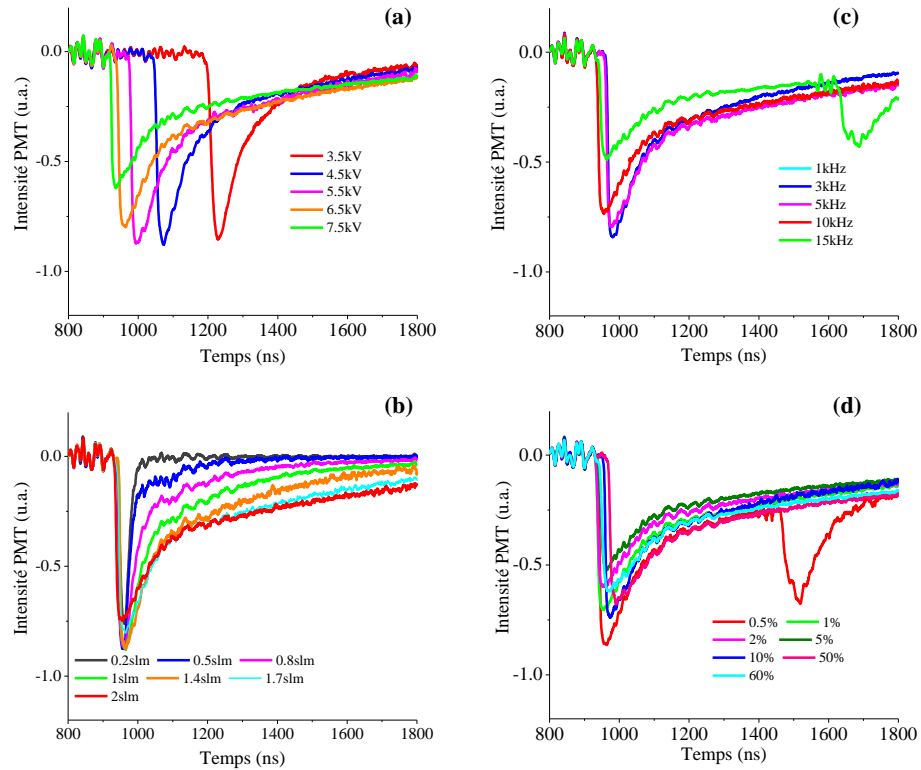 (a)
0.0
-0.5
-1.0
Intensité PMT (u.a.)
3.5kV
4.5kV
5.5kV
6.5kV
7.5kV
800 1000 1200 1400 1600 1800
Temps (ns)
(c)
0.0
-0.5
-1.0
Intensité PMT (u.a.)
1kHz
3kHz
5kHz
10kHz
15kHz
800 1000 1200 1400 1600 1800
Temps (ns)
(b)
0.0
-0.5
-1.0
Intensité PMT (u.a.)
0.2slm 0.5slm 0.8slm
1slm 1.4slm 1.7slm
2slm
800 1000 1200 1400 1600 1800
Temps (ns)
(d)
0.0
-0.5
-1.0
Intensité PMT (u.a.)
0.5% 1%
2% 5%
10% 50%
60%
800 1000 1200 1400 1600 1800
Temps (ns)